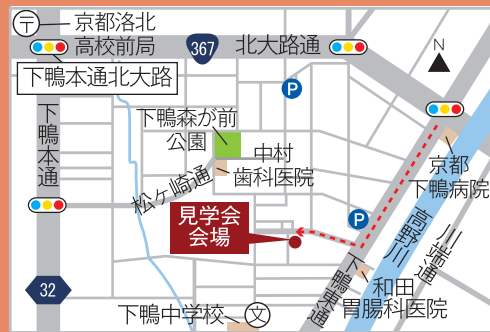 〒
京都洛北
高校前局
367
北大路通
N
下鴨本通北大路
P
下鴨本通
下鴨森が前
公園
中村
歯科医院
京都
下鴨病院
松ヶ崎通
見学会
会場
P
高野川
川端通
32
下鴨東通
和田
胃腸科医院
下鴨中学校
文